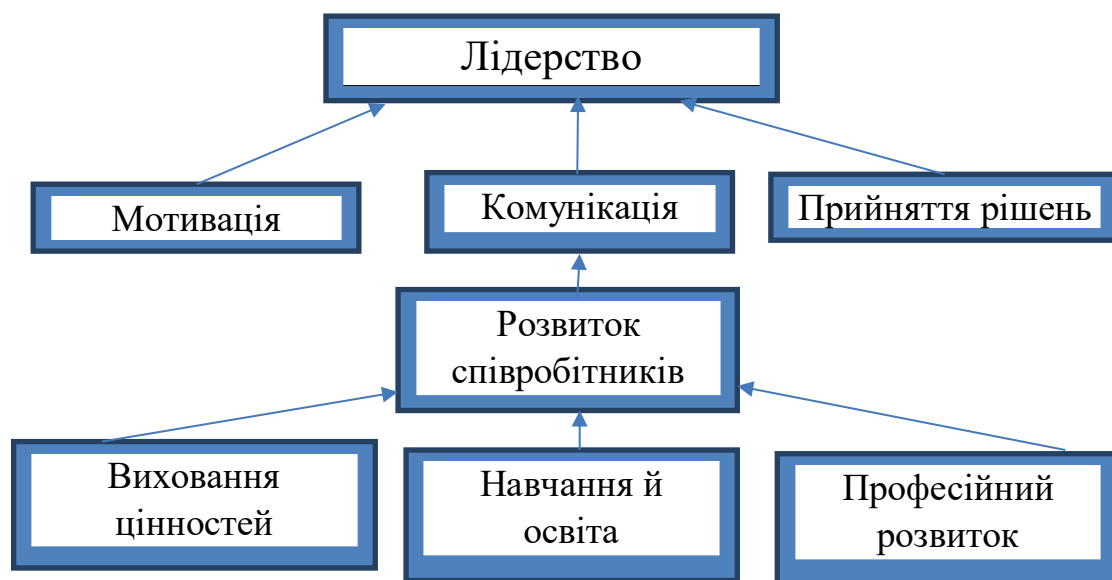 Лідерство
Мотивація
Комунікація
Прийняття рішень
Розвиток
співробітників
Виховання
цінностей
Навчання й
освіта
Професійний
розвиток